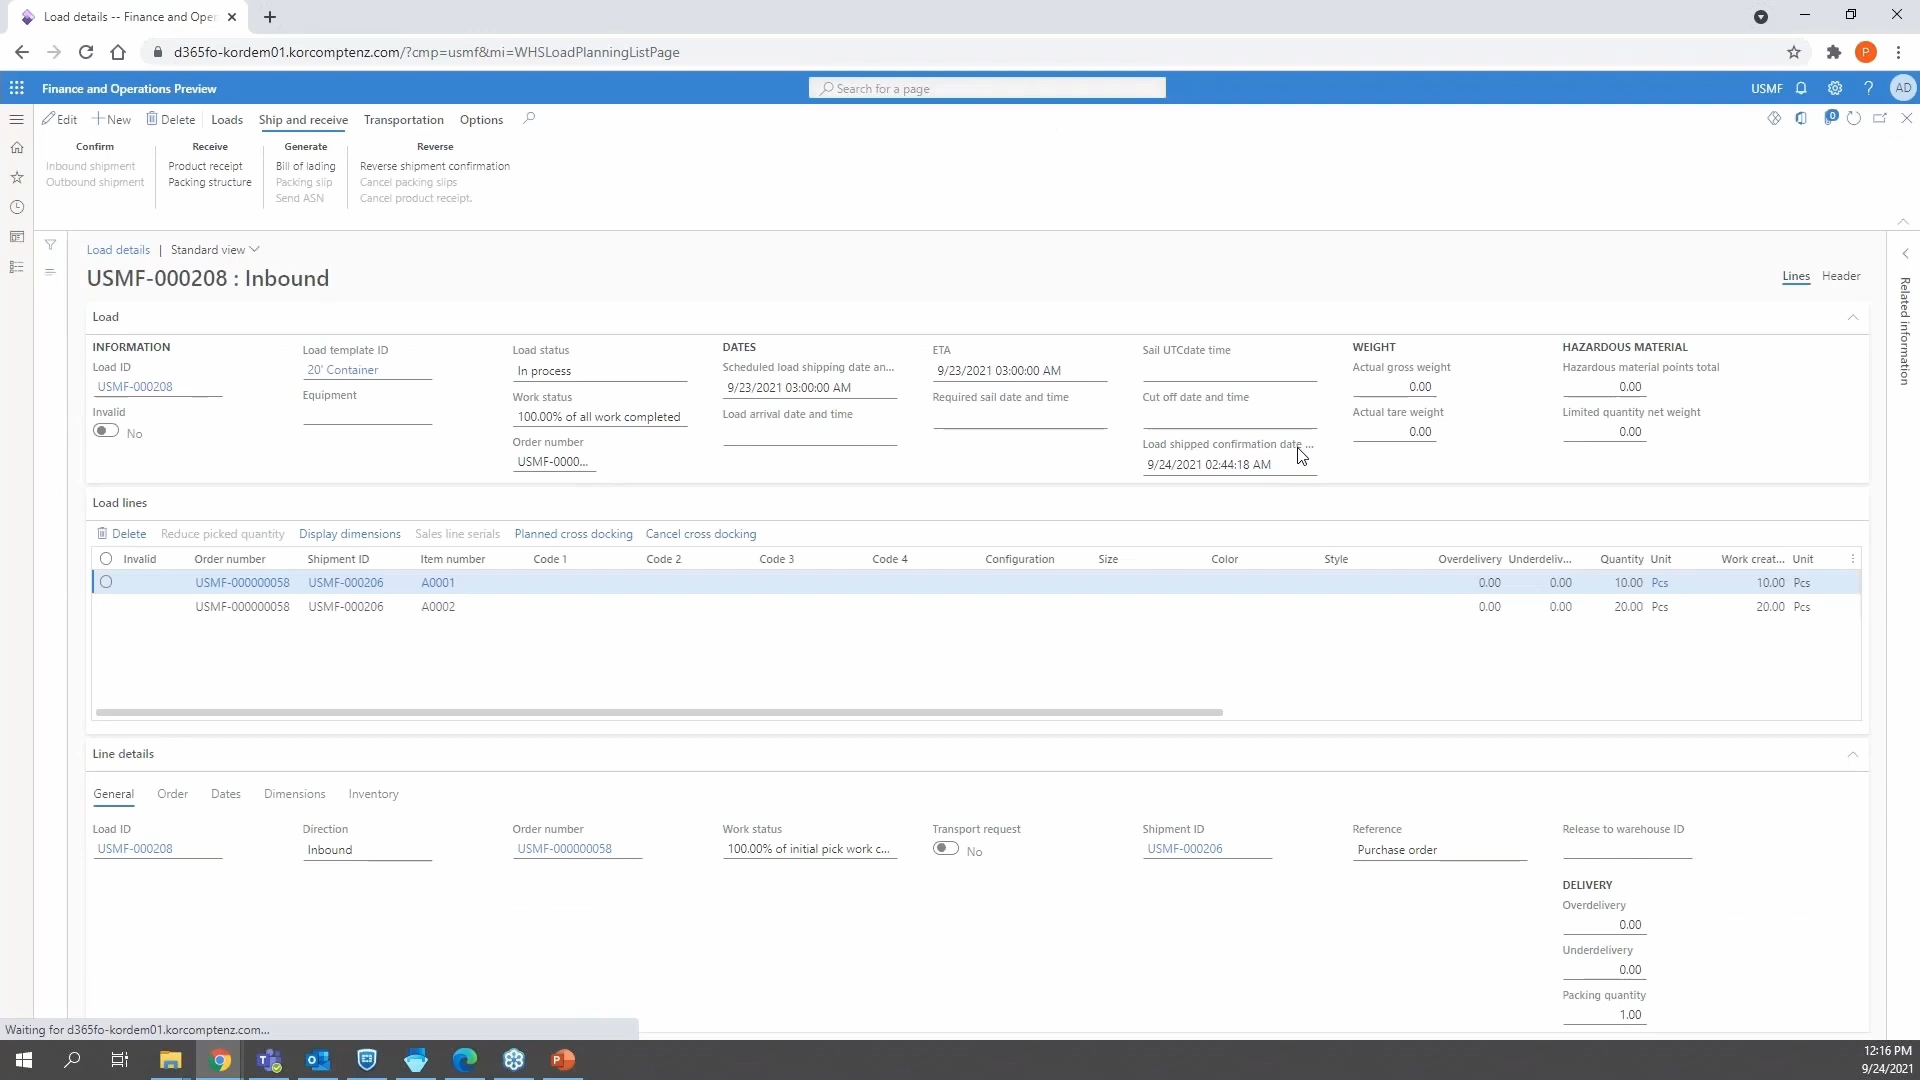 Load details -- Finance and Oper
d365fo-kordem01.korcomptenz.com/?cmp=usmf&mi=WHSLoadPlanningListPage
P
Finance and Operations Preview
Search for a page
USMF
?
AD
Edit
New
Delete
Loads
Ship and receive
Transportation
Options
0
Confirm
Receive
Generate
Reverse
Inbound shipment
Product receipt
Bill of lading
Reverse shipment confirmation
Outbound shipment
Packing structure
Packing slip
Cancel packing slips
Send ASN
Cancel product receipt.
Load details | Standard view
USMF-000208 : Inbound
Lines
Header
Related information
Load
INFORMATION
Load ID
USMF-000208
Invalid
No
Load template ID
20' Container
Equipment
Load status
In process
Work status
100.00% of all work completed
Order number
USMF-0000...
DATES
Scheduled load shipping date an...
9/23/2021 03:00:00 AM
Load arrival date and time
ETA
9/23/2021 03:00:00 AM
Required sail date and time
Sail UTCdate time
Cut off date and time
Load shipped confirmation date ...
9/24/2021 02:44:18 AM
WEIGHT
Actual gross weight
0.00
Actual tare weight
0.00
HAZARDOUS MATERIAL
Hazardous material points total
0.00
Limited quantity net weight
0.00
Load lines
Delete
Reduce picked quantity
Display dimensions
Sales line serials
Planned cross docking
Cancel cross docking
Invalid Order number Shipment ID Item number Code 1 Code 2 Code 3 Code 4 Configuration Size Color Style Overdelivery Underdeliv... Quantity Unit Work creat... Unit
USMF-000000058 USMF-000206 A0001 0.00 0.00 10.00 Pcs 10.00 Pcs
USMF-000000058 USMF-000206 A0002 0.00 0.00 20.00 Pcs 20.00 Pcs
Line details
General
Order
Dates
Dimensions
Inventory
Load ID
USMF-000208
Direction
Inbound
Order number
USMF-000000058
Work status
100.00% of initial pick work c...
Transport request
No
Shipment ID
USMF-000206
Reference
Purchase order
Release to warehouse ID
DELIVERY
Overdelivery
0.00
Underdelivery
0.00
Packing quantity
1.00
Waiting for d365fo-kordem01.korcomptenz.com...
12:16 PM
9/24/2021